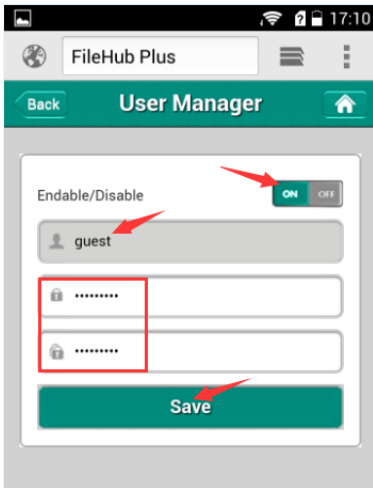 17:10
FileHub Plus
Back
User Manager
Endable/Disable
ON OFF
guest
•••••••••
•••••••••
Save